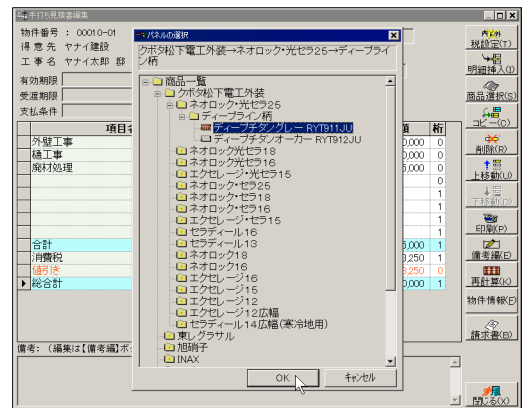 手打ち見積書編集
物件番号 : 00010-01
得 意 先 ヤナイ建設
工 事 名 ヤナイ太郎 邸
有効期限
受渡期限
支払条件
項目名
額
桁
外壁工事
0,000 0
樋工事
0,000 0
廃材処理
5,000 1
0
1
1
1
1
合計
5,000 1
消費税
3,250 1
値引き
8,250 0
総合計
0,000 1
備考: (編集は【備考編】ボ
パネルの選択
クボタ松下電工外装→ネオロック・光セラ25→ディープライ
ン柄
商品一覧
クボタ松下電工外装
ネオロック・光セラ25
ディープライン柄
ディープチタングレー RYT911JU
ディープチタンオーカー RYT912JU
ネオロック・光セラ18
ネオロック光セラ16
エクセレージ・光セラ15
ネオロック・セラ25
ネオロック・セラ18
ネオロック・セラ16
エクセレージ・セラ15
セラディール16
セラディール13
ネオロック18
ネオロック16
エクセレージ16
エクセレージ15
エクセレージ12
エクセレージ12広幅
セラディール14広幅(寒冷地用)
東レグラサル
旭硝子
INAX
OK
キャンセル
税設定(T)
明細挿入(I)
商品選択(S)
コピー(C)
削除(R)
上移動(U)
下移動(D)
印刷(P)
備考編(E)
再計算(K)
物件情報(F)
請求書(B)
閉じる(X)